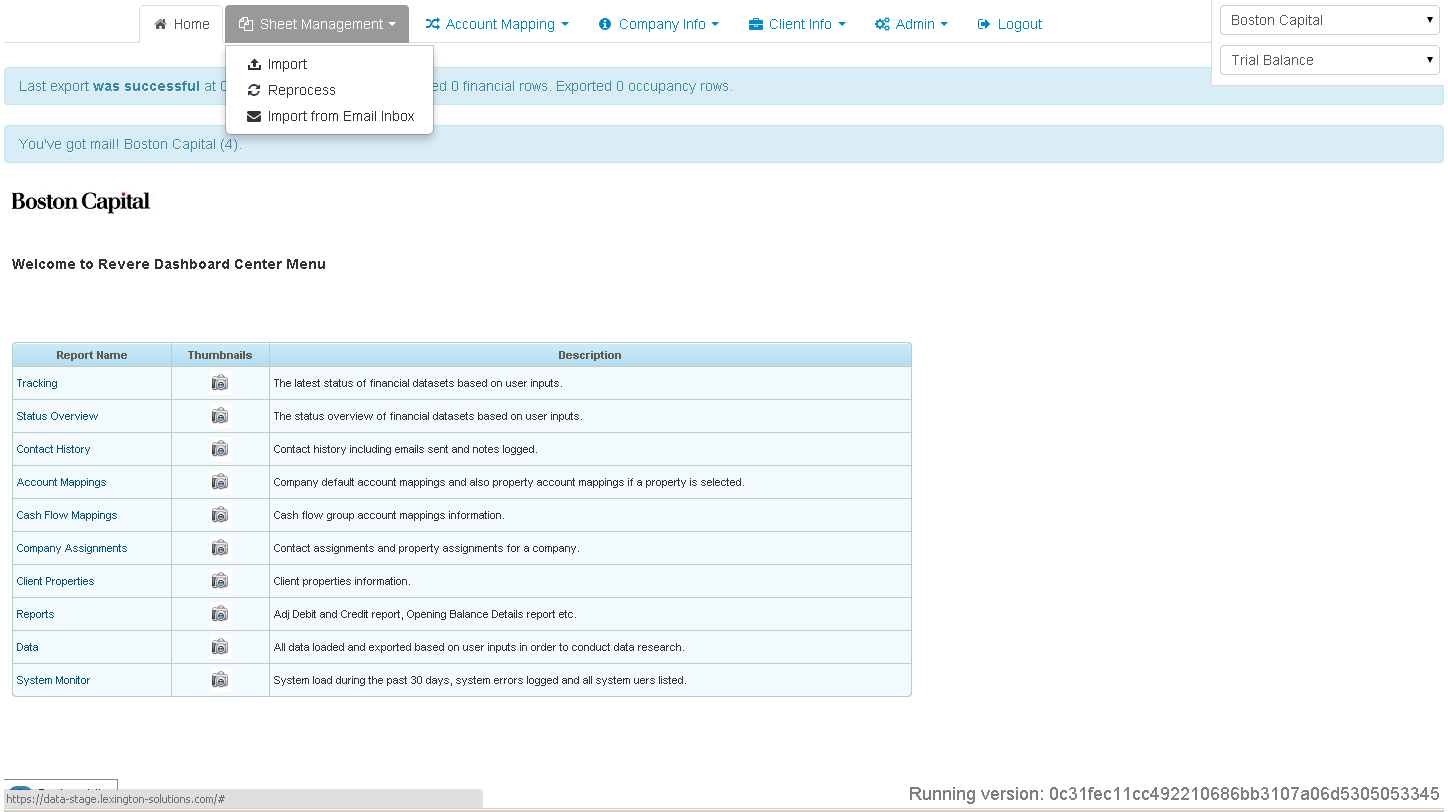 Home Sheet Management Account Mapping Company Info Client Info Admin Logout
Boston Capital
Trial Balance
Import
Reprocess
Import from Email Inbox
Last export was successful at 0 financial rows. Exported 0 occupancy rows.
You've got mail! Boston Capital (4).
Boston Capital
Welcome to Revere Dashboard Center Menu
Report Name Thumbnails Description
Tracking The latest status of financial datasets based on user inputs.
Status Overview The status overview of financial datasets based on user inputs.
Contact History Contact history including emails sent and notes logged.
Account Mappings Company default account mappings and also property account mappings if a property is selected.
Cash Flow Mappings Cash flow group account mappings information.
Company Assignments Contact assignments and property assignments for a company.
Client Properties Client properties information.
Reports Adj Debit and Credit report, Opening Balance Details report etc.
Data All data loaded and exported based on user inputs in order to conduct data research.
System Monitor System load during the past 30 days, system errors logged and all system uers listed.
https://data-stage.lexington-solutions.com/#
Running version: 0c31fec11cc492210686bb3107a06d5305053345